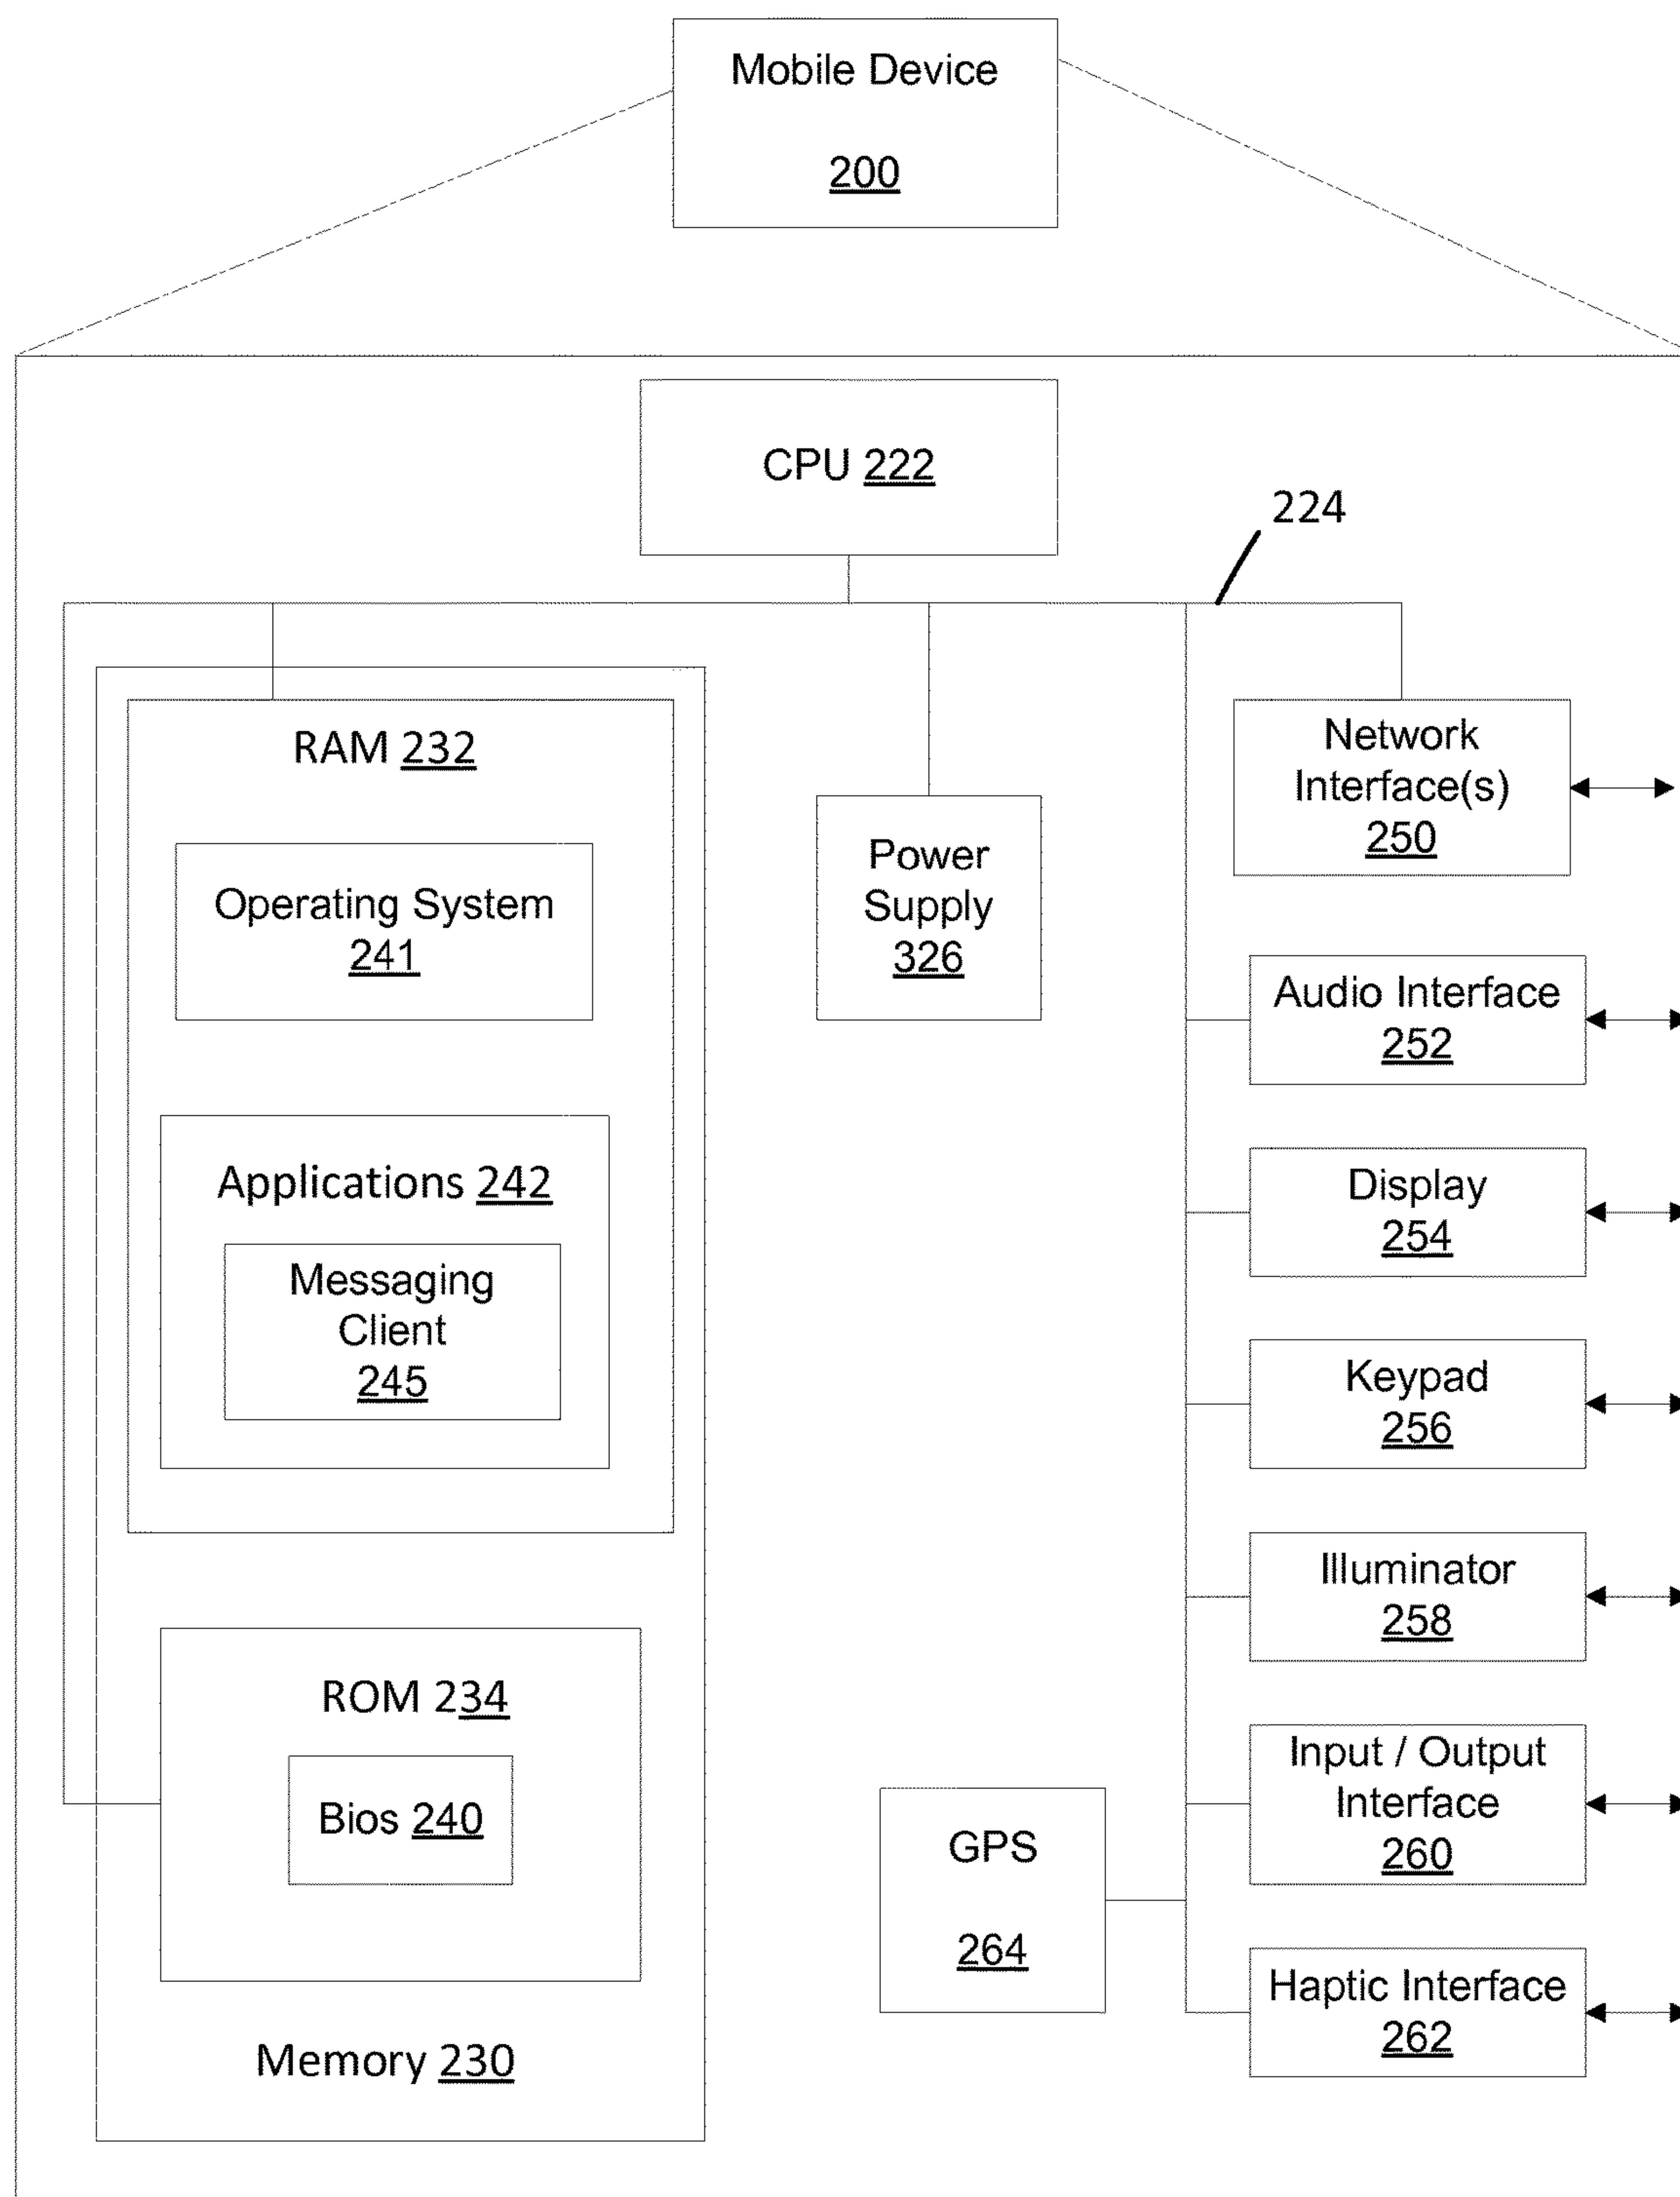 Mobile Device
200
CPU 222
224
RAM 232
Operating System
241
Applications 242
Messaging
Client
245
ROM 234
Bios 240
Memory 230
Power
Supply
326
GPS
264
Network
Interface(s)
250
Audio Interface
252
Display
254
Keypad
256
Illuminator
258
Input / Output
Interface
260
Haptic Interface
262